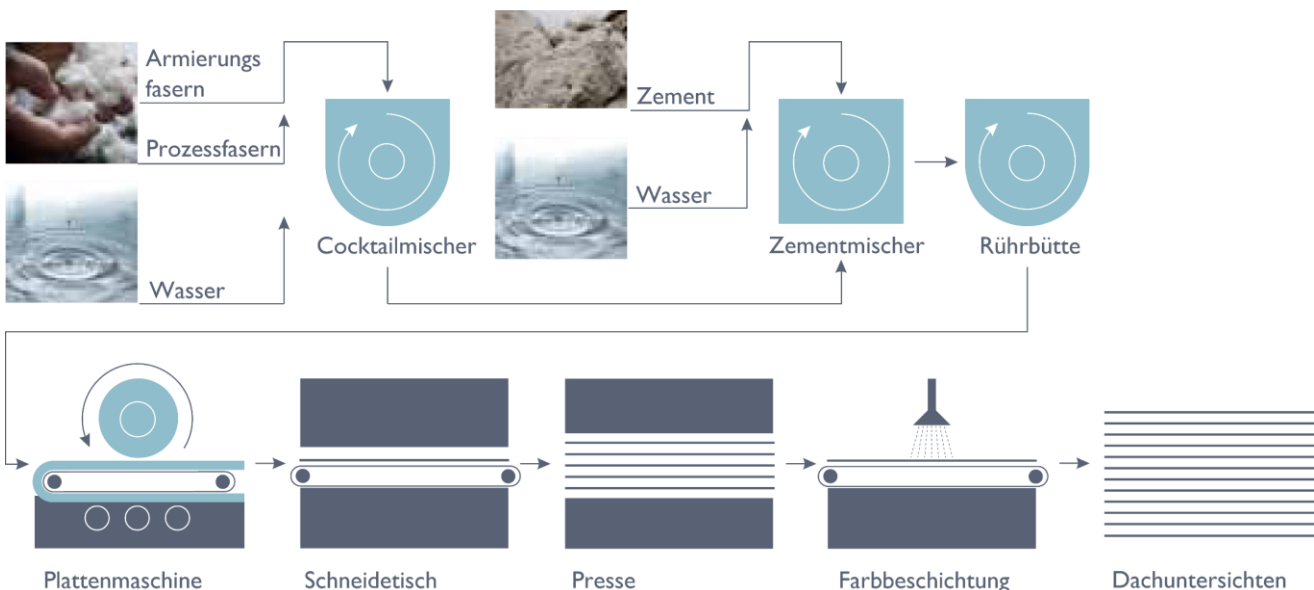 Armierungs
fasern
Prozessfasern
Wasser
Cocktailmischer
Zement
Wasser
Zementmischer
Rührbütte
Plattenmaschine
Schneidetisch
Presse
Farbbeschichtung
Dachuntersichten